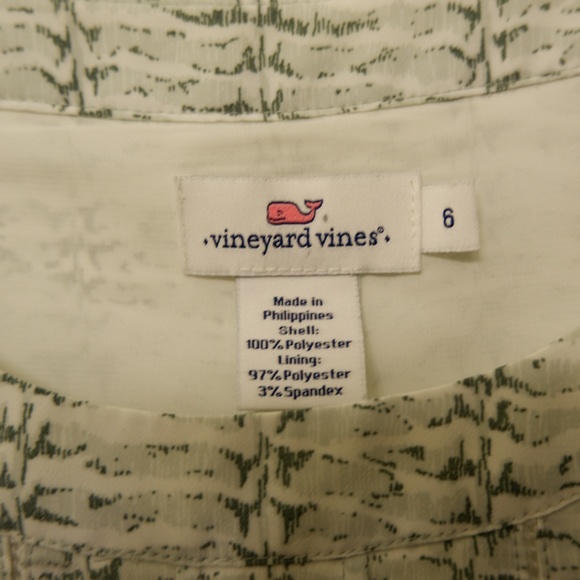 ·vineyard vines®·
6
Made in
Philippines
Shell:
100% Polyester
Lining:
97% Polyester
3% Spandex